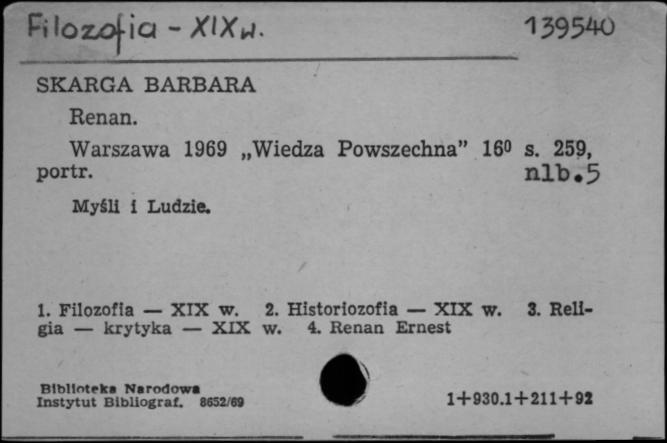 Filozofia - XIX w. 139540
SKARGA BARBARA
Renan.
Warszawa 1969 „Wiedza Powszechna” 16⁰ s. 259,
portr. nlb.5
Myśli i Ludzie.
1. Filozofia — XIX w. 2. Historiozofia — XIX w. 3. Reli-
gia — krytyka — XIX w. 4. Renan Ernest
Biblioteka Narodowa
Instytut Bibliograf. 8652/69 1+930.1+211+92